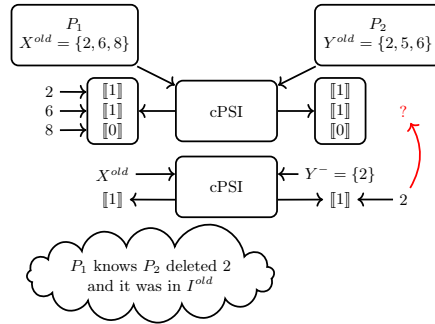 P₁
X^{old} = {2, 6, 8}
P₂
Y^{old} = {2, 5, 6}
2 ⟦1⟧
6 ⟦1⟧
8 ⟦0⟧
cPSI
⟦1⟧
⟦1⟧
⟦0⟧
?
X^{old}
⟦1⟧
cPSI
Y⁻ = {2}
⟦1⟧ 2
P₁ knows P₂ deleted 2
and it was in I^{old}